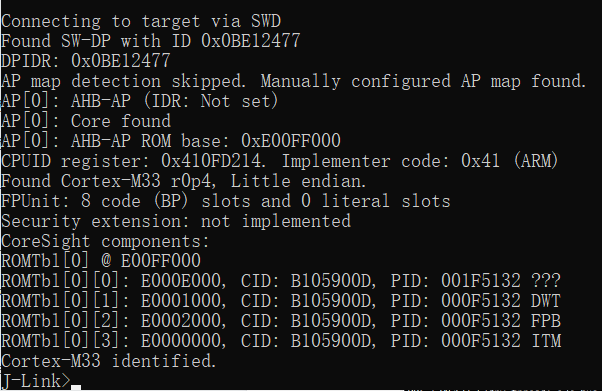 Connecting to target via SWD
Found SW-DP with ID 0x0BE12477
DPIDR: 0x0BE12477
AP map detection skipped. Manually configured AP map found.
AP[0]: AHB-AP (IDR: Not set)
AP[0]: Core found
AP[0]: AHB-AP ROM base: 0xE00FF000
CPUID register: 0x410FD214. Implementer code: 0x41 (ARM)
Found Cortex-M33 r0p4, Little endian.
FPUnit: 8 code (BP) slots and 0 literal slots
Security extension: not implemented
CoreSight components:
ROMTbl[0] @ E00FF000
ROMTbl[0][0]: E000E000, CID: B105900D, PID: 001F5132 ???
ROMTbl[0][1]: E0001000, CID: B105900D, PID: 000F5132 DWT
ROMTbl[0][2]: E0002000, CID: B105900D, PID: 000F5132 FPB
ROMTbl[0][3]: E0000000, CID: B105900D, PID: 000F5132 ITM
Cortex-M33 identified.
J-Link>